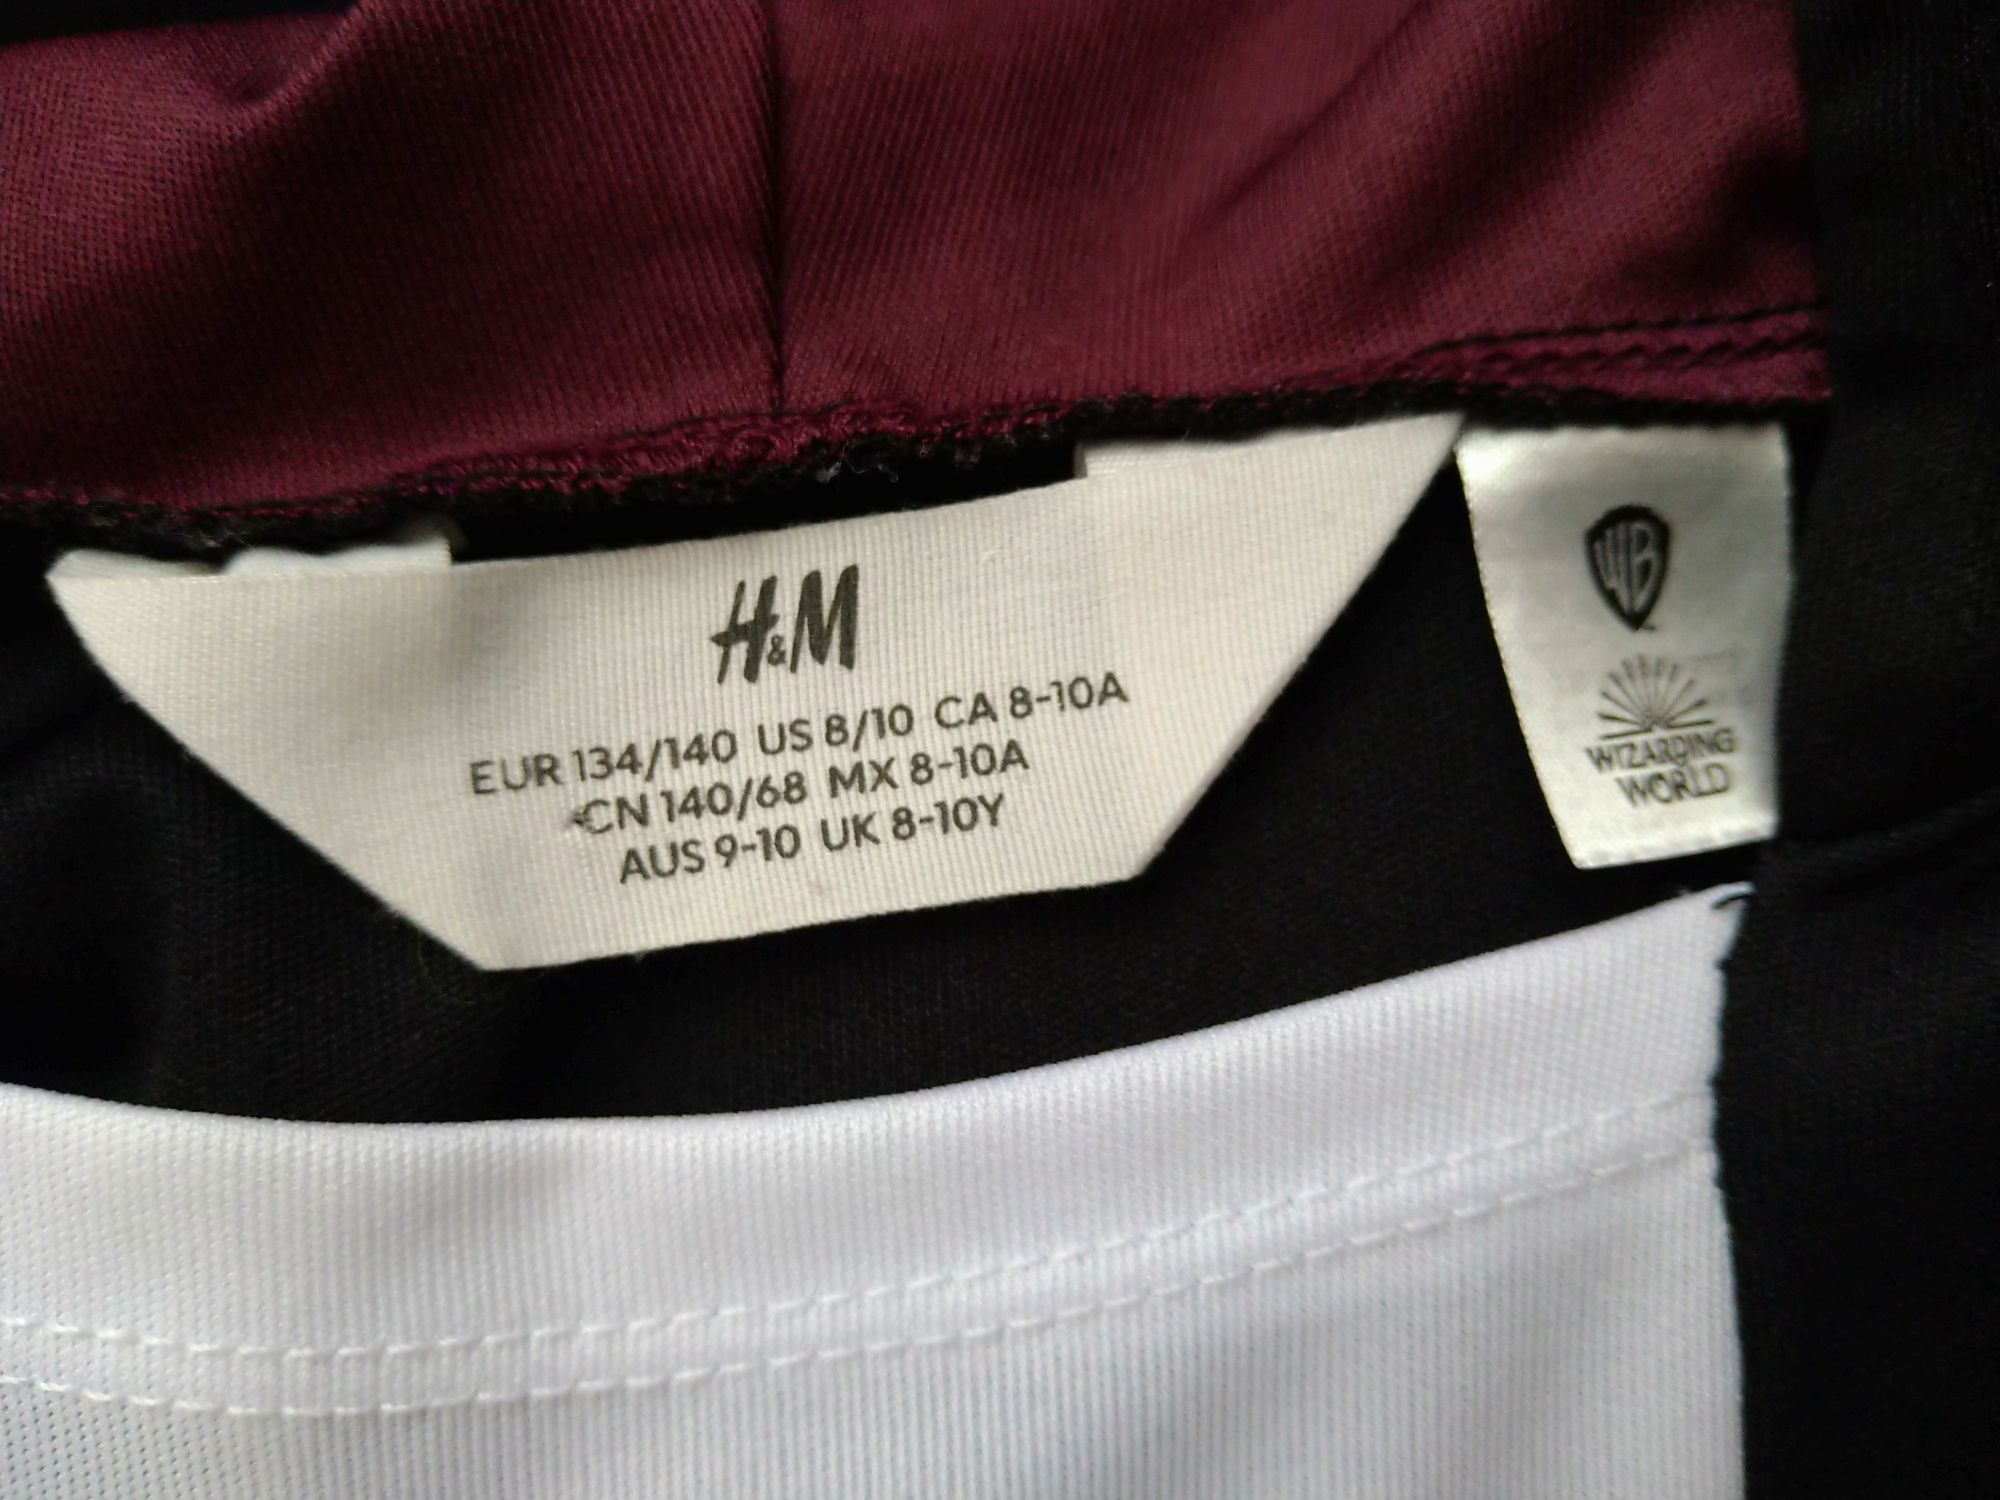 H&M
EUR 134/140 US 8/10 CA 8-10A
CN 140/68 MX 8-10A
AUS 9-10 UK 8-10Y
WB
WIZARDING
WORLD